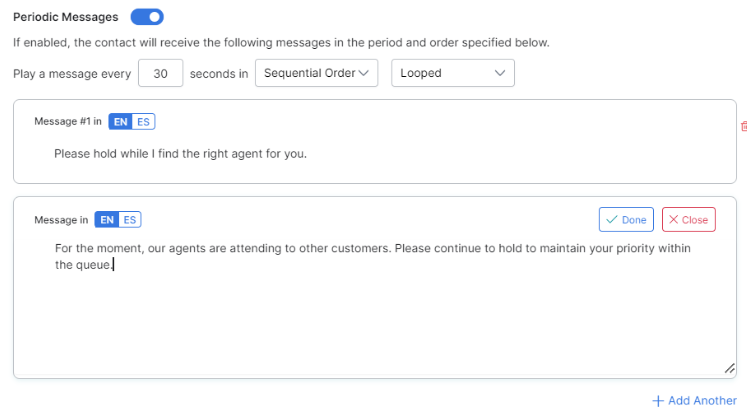 Periodic Messages
If enabled, the contact will receive the following messages in the period and order specified below.
Play a message every 30 seconds in Sequential Order Looped
Message #1 in EN ES
Please hold while I find the right agent for you.
Message in EN ES Done Close
For the moment, our agents are attending to other customers. Please continue to hold to maintain your priority within
the queue.
Add Another